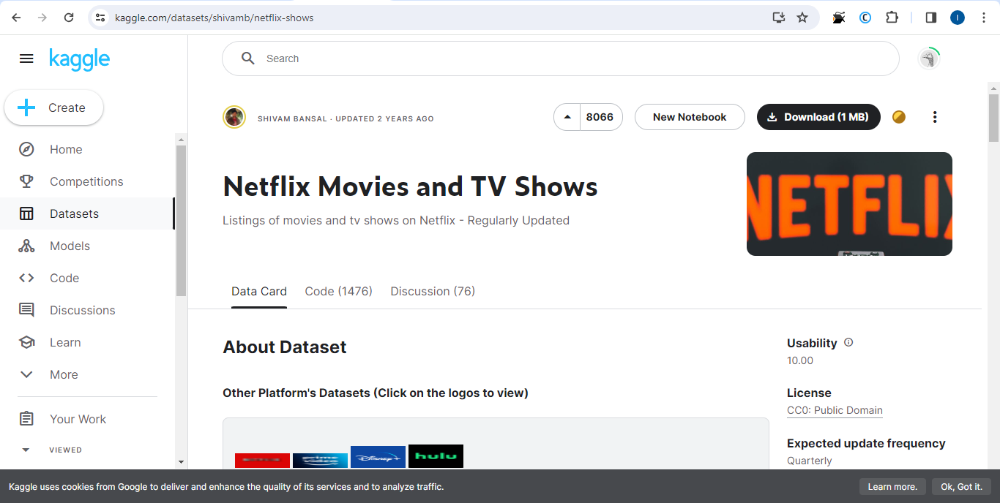 kaggle.com/datasets/shivamb/netflix-shows
I
kaggle
Search
Create
Home
Competitions
Datasets
Models
Code
Discussions
Learn
More
Your Work
VIEWED
SHIVAM BANSAL · UPDATED 2 YEARS AGO
8066
New Notebook
Download (1 MB)
Netflix Movies and TV Shows
Listings of movies and tv shows on Netflix - Regularly Updated
NETFLIX
Data Card Code (1476) Discussion (76)
About Dataset
Other Platform's Datasets (Click on the logos to view)
prime video
Disney+
hulu
Usability
10.00
License
CC0: Public Domain
Expected update frequency
Quarterly
Kaggle uses cookies from Google to deliver and enhance the quality of its services and to analyze traffic.
Learn more.
Ok, Got it.